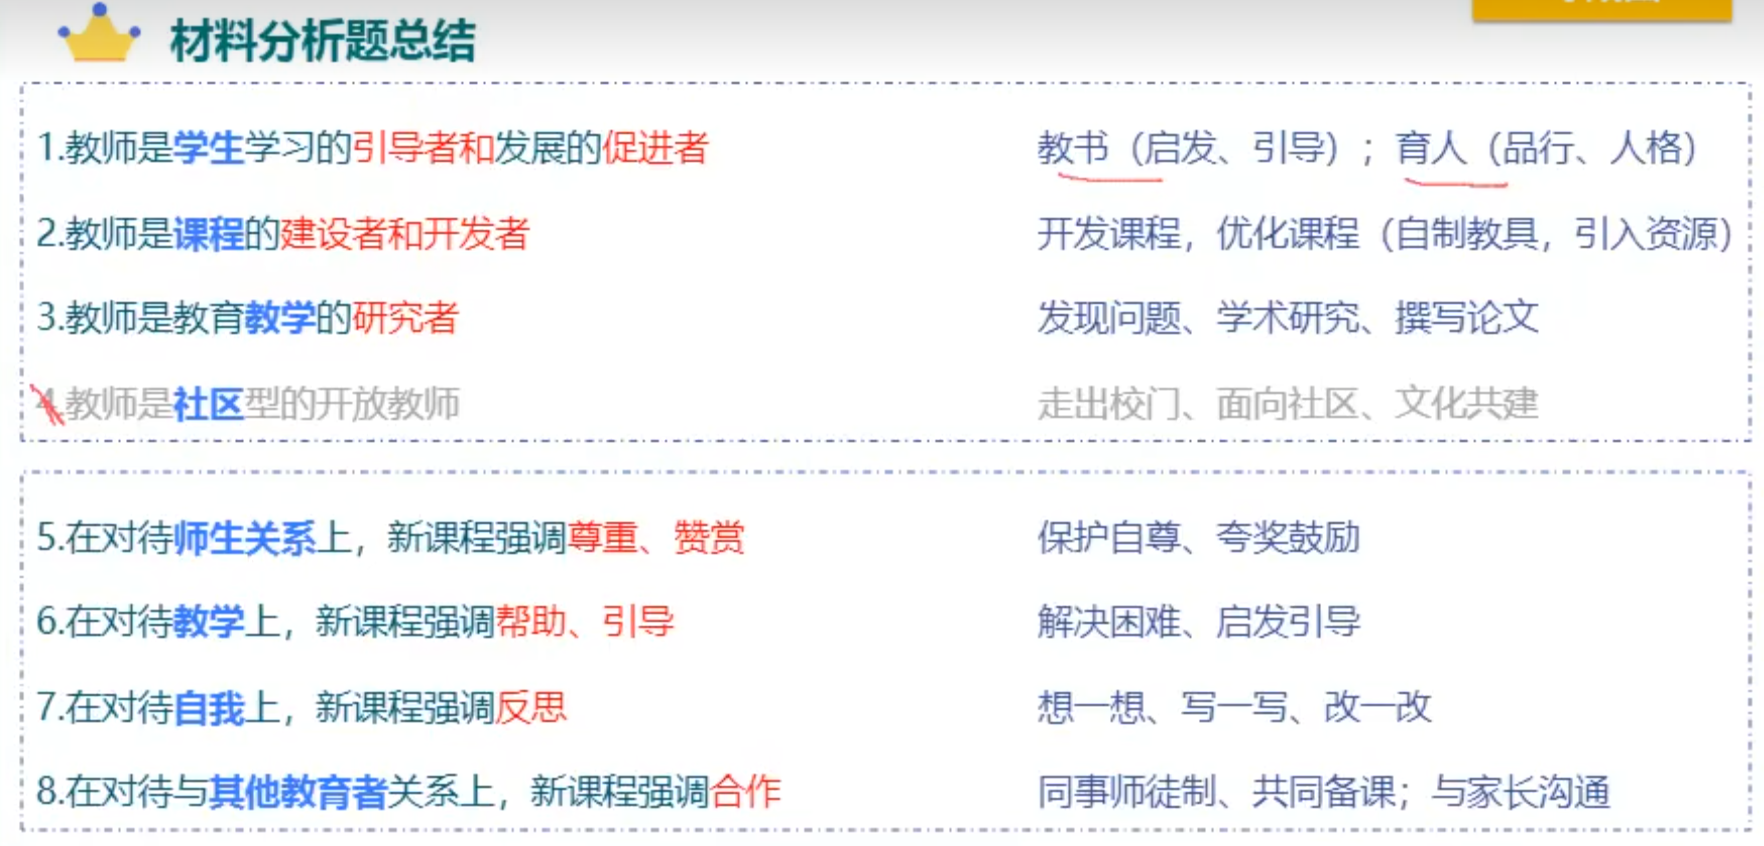 材料分析题总结
1.教师是学生学习的引导者和发展的促进者 教书（启发、引导）；育人（品行、人格）
2.教师是课程的建设者和开发者 开发课程，优化课程（自制教具，引入资源）
3.教师是教育教学的研究者 发现问题、学术研究、撰写论文
4.教师是社区型的开放教师 走出校门、面向社区、文化共建
5.在对待师生关系上，新课程强调尊重、赞赏 保护自尊、夸奖鼓励
6.在对待教学上，新课程强调帮助、引导 解决困难、启发引导
7.在对待自我上，新课程强调反思 想一想、写一写、改一改
8.在对待与其他教育者关系上，新课程强调合作 同事师徒制、共同备课；与家长沟通